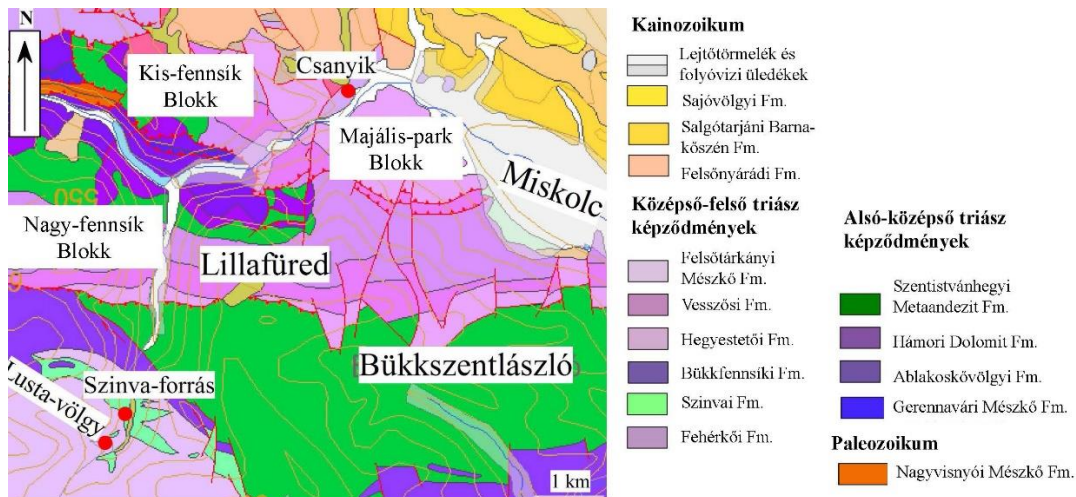 N
Kis-fennsík
Blokk
Csanyik
Majális-park
Blokk
Miskolc
550
Nagy-fennsík
Blokk
Lillafüred
Bükkszentlászló
Szinva-forrás
Lusta-völgy
1 km
Kainozoikum
Lejtőtörmelék és
folyóvizi üledékek
Sajóvölgyi Fm.
Salgótarjáni Barna-
kőszén Fm.
Felsőnyárádi Fm.
Középső-felső triász
képződmények
Felsőtárkányi
Mészkő Fm.
Vesszősi Fm.
Hegyestetői Fm.
Bükkfennsíki Fm.
Szinvai Fm.
Fehérkői Fm.
Alsó-középső triász
képződmények
Szentistvánhegyi
Metaandezit Fm.
Hámori Dolomit Fm.
Ablakoskővölgyi Fm.
Gerennavári Mészkő Fm.
Paleozoikum
Nagyvisnyói Mészkő Fm.